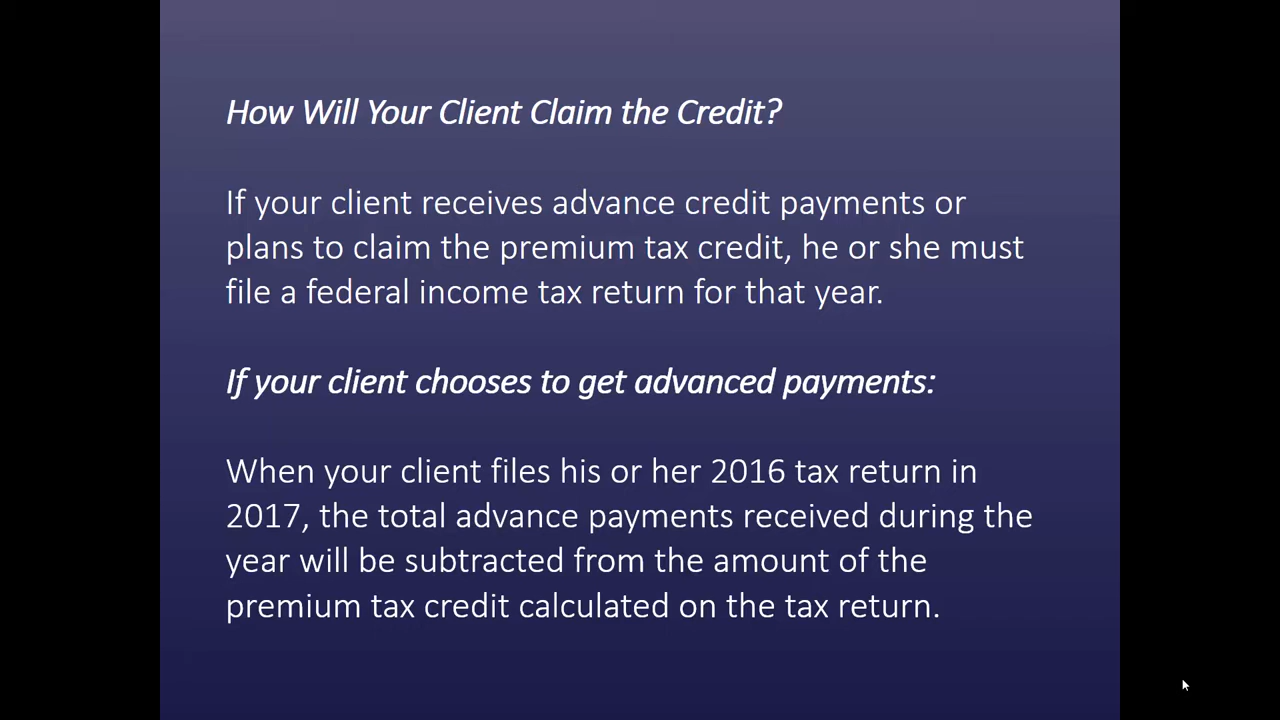 How Will Your Client Claim the Credit?
If your client receives advance credit payments or
plans to claim the premium tax credit, he or she must
file a federal income tax return for that year.
If your client chooses to get advanced payments:
When your client files his or her 2016 tax return in
2017, the total advance payments received during the
year will be subtracted from the amount of the
premium tax credit calculated on the tax return.